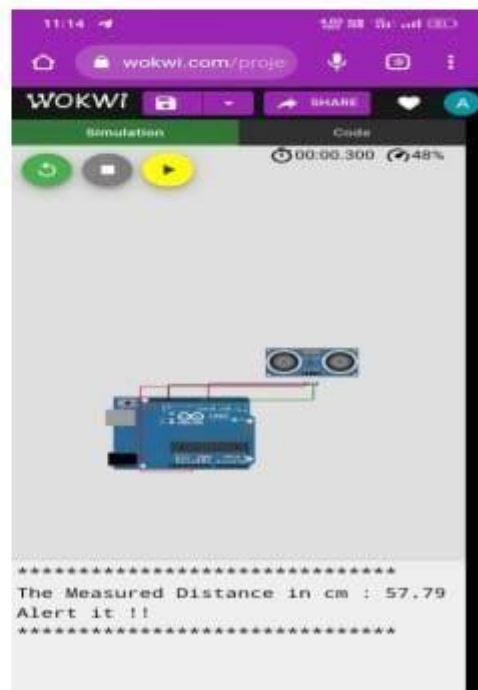 11:14
wokwi.com/proje
WOKWI
SHARE
A
Simulation
Code
00:00.300
48%
*******************************
The Measured Distance in cm : 57.79
Alert it !!
*******************************